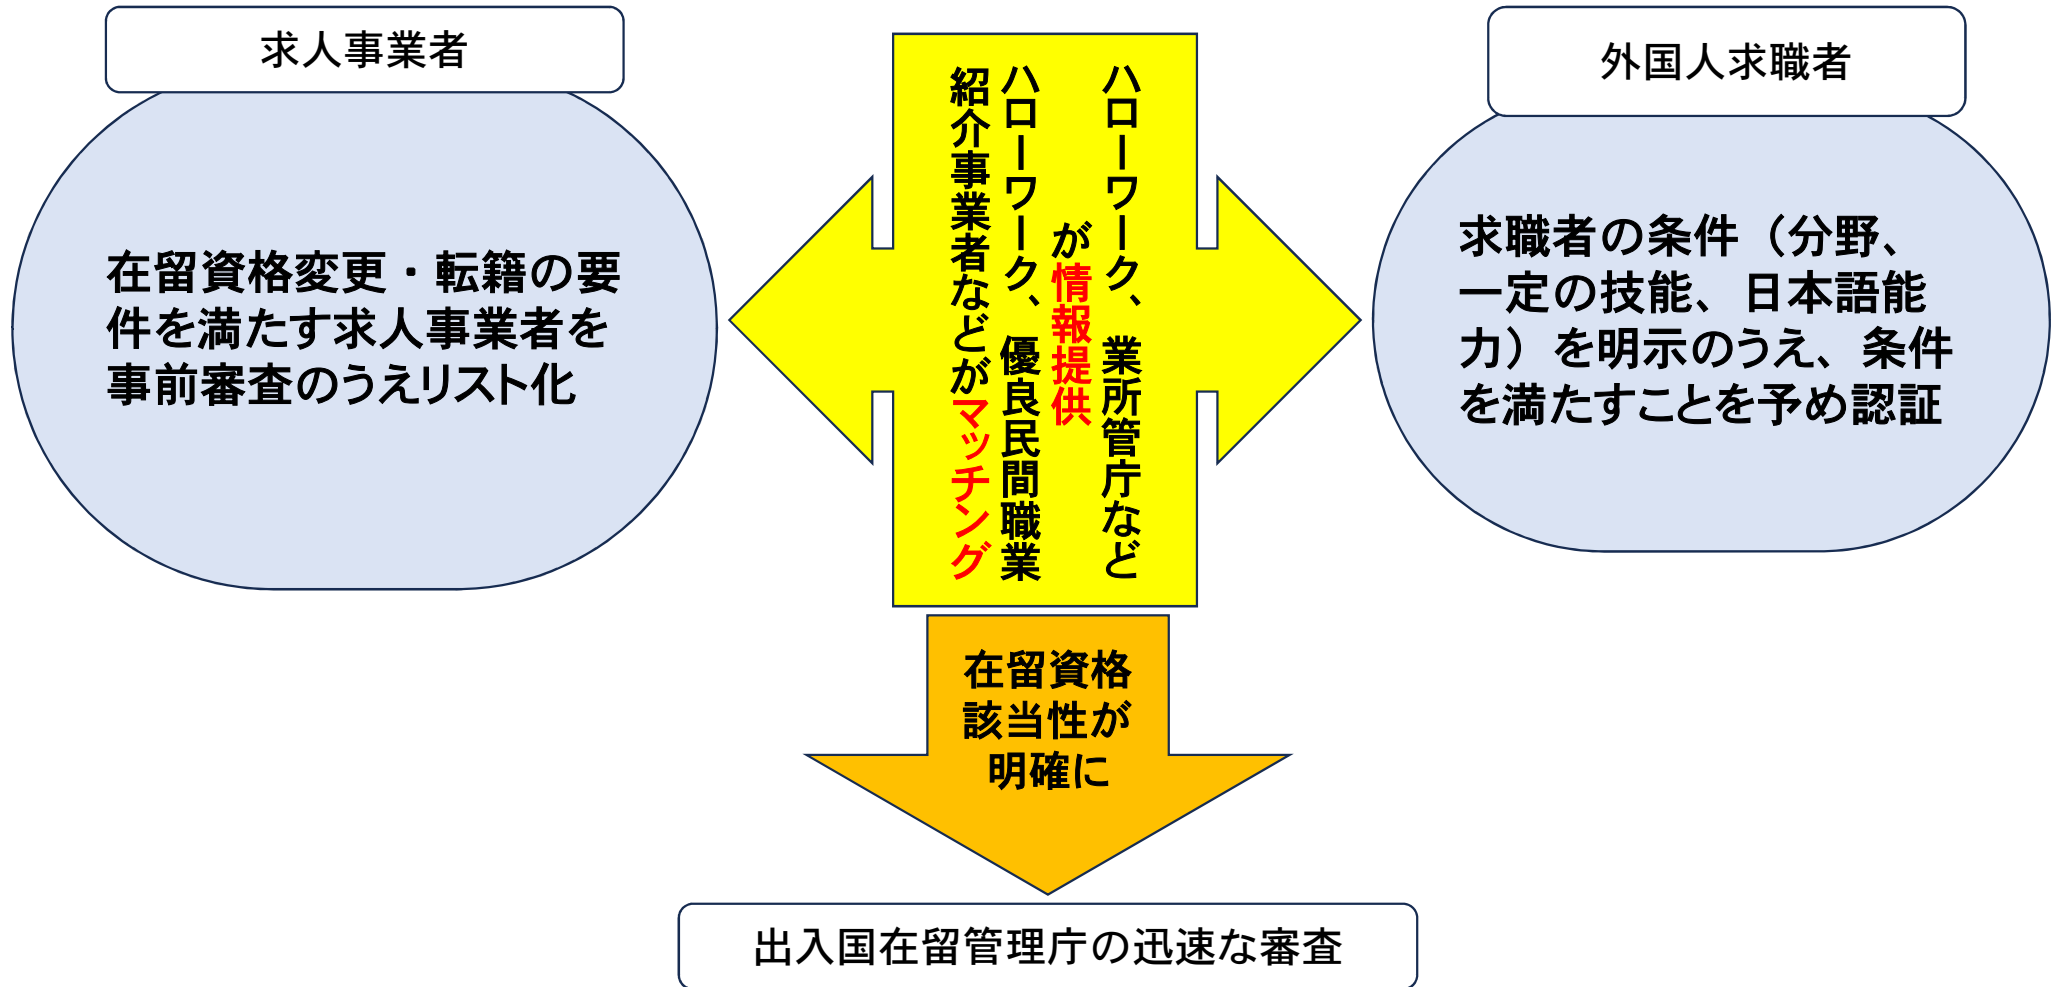 求人事業者
在留資格変更・転籍の要
件を満たす求人事業者を
事前審査のうえリスト化
ハローワーク、業所管庁など
が情報提供
ハローワーク、優良民間職業
紹介事業者などがマッチング
外国人求職者
求職者の条件（分野、
一定の技能、日本語能
力）を明示のうえ、条件
を満たすことを予め認証
在留資格
該当性が
明確に
出入国在留管理庁の迅速な審査